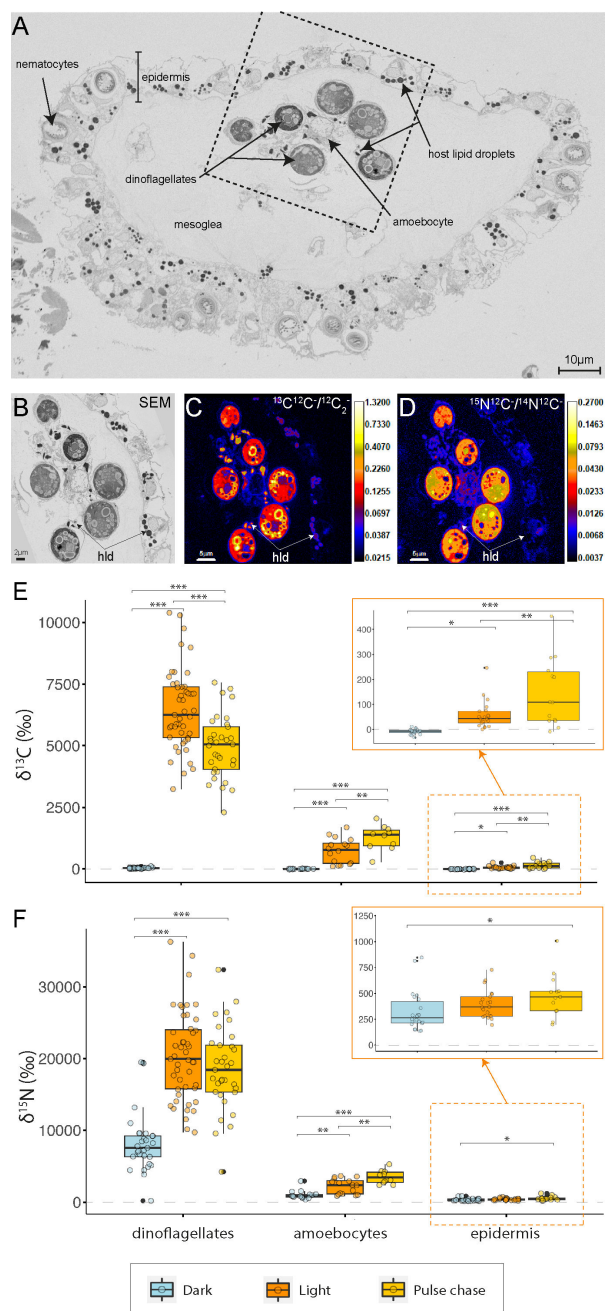 A
nematocytes
epidermis
host lipid droplets
dinoflagellates
amoebocyte
mesoglea
10µm
B
SEM
2µm
hld
C
¹³C¹²C⁻/¹²C₂⁻
1.3200
0.7330
0.4070
0.2260
0.1255
0.0697
0.0387
0.0215
5µm
hld
D
¹⁵N¹²C⁻/¹⁴N¹²C⁻
0.2700
0.1463
0.0793
0.0430
0.0233
0.0126
0.0068
0.0037
5µm
hld
E
δ¹³C (‰)
10000
7500
5000
2500
0
***
***
***
***
***
**
***
**
*
400
300
200
100
0
***
*
**
F
δ¹⁵N (‰)
30000
20000
10000
0
***
***
***
**
**
*
1250
1000
750
500
250
0
*
dinoflagellates
amoebocytes
epidermis
Dark
Light
Pulse chase